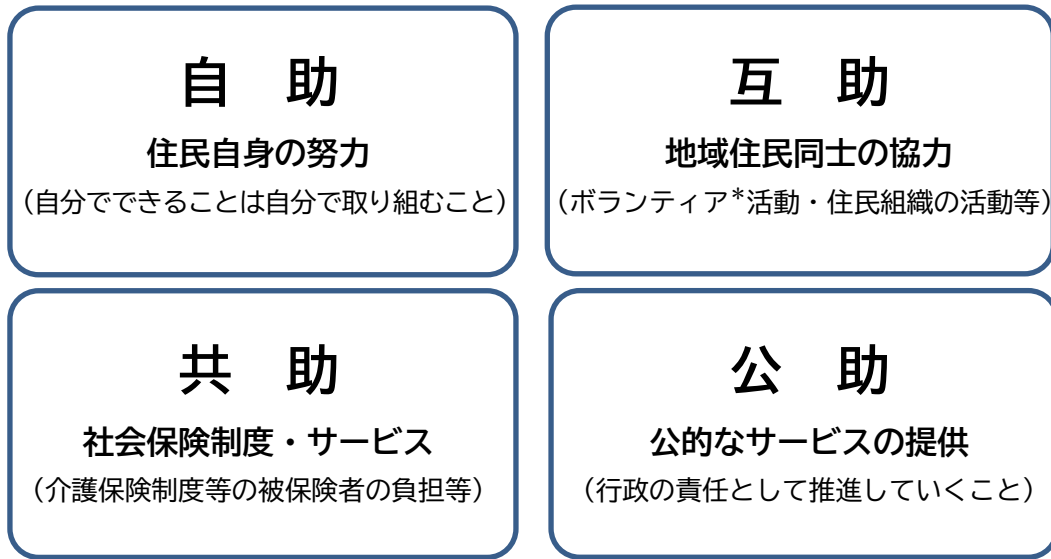 自　助
住民自身の努力
（自分でできることは自分で取り組むこと）
互　助
地域住民同士の協力
（ボランティア*活動・住民組織の活動等）
共　助
社会保険制度・サービス
（介護保険制度等の被保険者の負担等）
公　助
公的なサービスの提供
（行政の責任として推進していくこと）